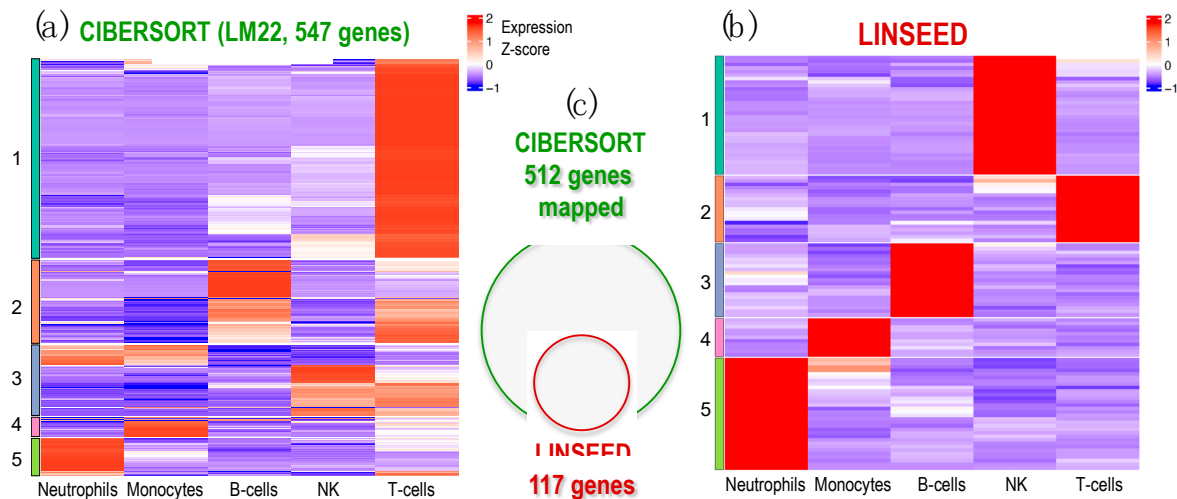 (a) CIBERSORT (LM22, 547 genes)
2
1
0
−1
Expression
Z-score
1
2
3
4
5
Neutrophils Monocytes B-cells NK T-cells
(c)
CIBERSORT
512 genes
mapped
LINSEED
117 genes
(b) LINSEED
2
1
0
−1
1
2
3
4
5
Neutrophils Monocytes B-cells NK T-cells